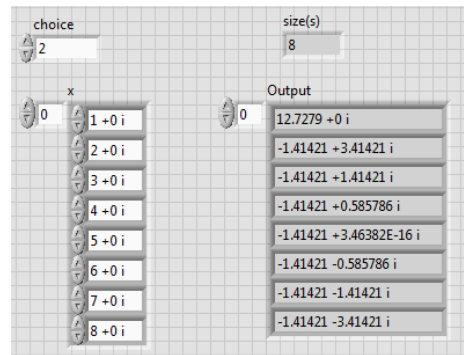 choice
size(s)
2
8
x
Output
0
1 +0 i
0
12.7279 +0 i
2 +0 i
-1.41421 +3.41421 i
3 +0 i
-1.41421 +1.41421 i
4 +0 i
-1.41421 +0.585786 i
5 +0 i
-1.41421 +3.46382E-16 i
6 +0 i
-1.41421 -0.585786 i
7 +0 i
-1.41421 -1.41421 i
8 +0 i
-1.41421 -3.41421 i